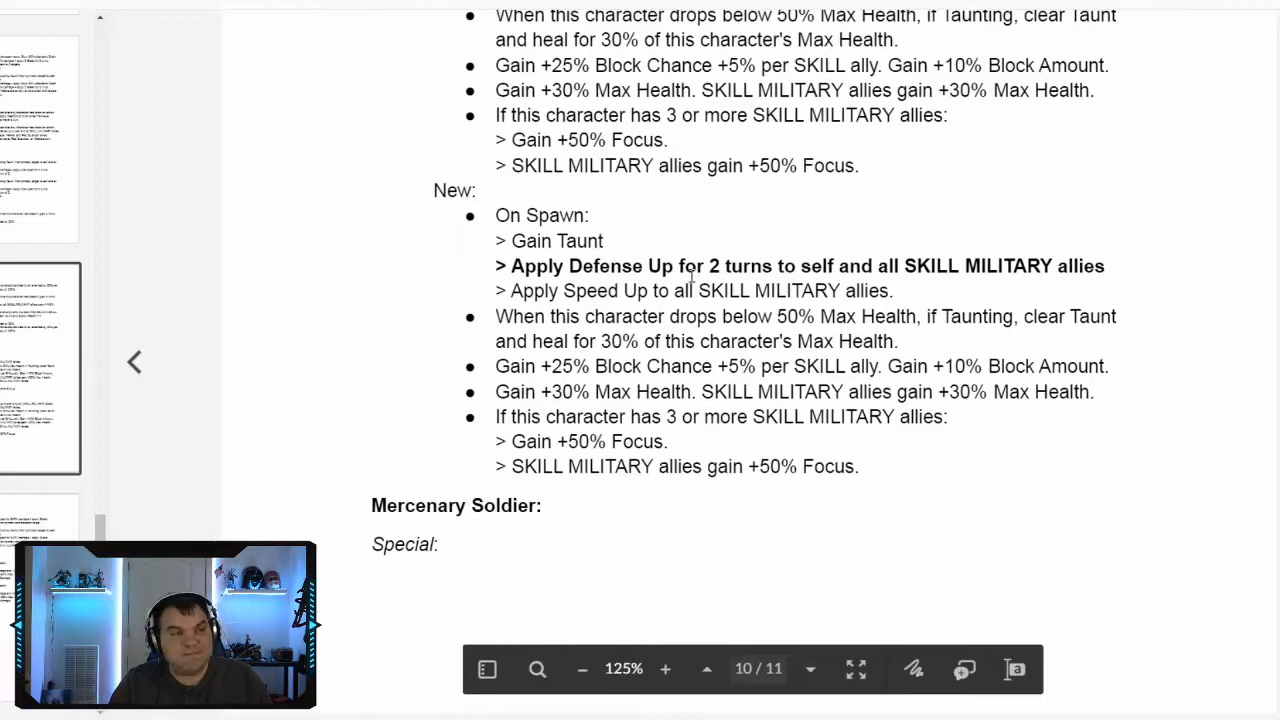 ● When this character drops below 50% Max Health, if Taunting, clear Taunt
and heal for 30% of this character's Max Health.
● Gain +25% Block Chance +5% per SKILL ally. Gain +10% Block Amount.
● Gain +30% Max Health. SKILL MILITARY allies gain +30% Max Health.
● If this character has 3 or more SKILL MILITARY allies:
> Gain +50% Focus.
> SKILL MILITARY allies gain +50% Focus.
New:
● On Spawn:
> Gain Taunt
> Apply Defense Up for 2 turns to self and all SKILL MILITARY allies
> Apply Speed Up to all SKILL MILITARY allies.
● When this character drops below 50% Max Health, if Taunting, clear Taunt
and heal for 30% of this character's Max Health.
● Gain +25% Block Chance +5% per SKILL ally. Gain +10% Block Amount.
● Gain +30% Max Health. SKILL MILITARY allies gain +30% Max Health.
● If this character has 3 or more SKILL MILITARY allies:
> Gain +50% Focus.
> SKILL MILITARY allies gain +50% Focus.
Mercenary Soldier:
Special:
125% 10 / 11